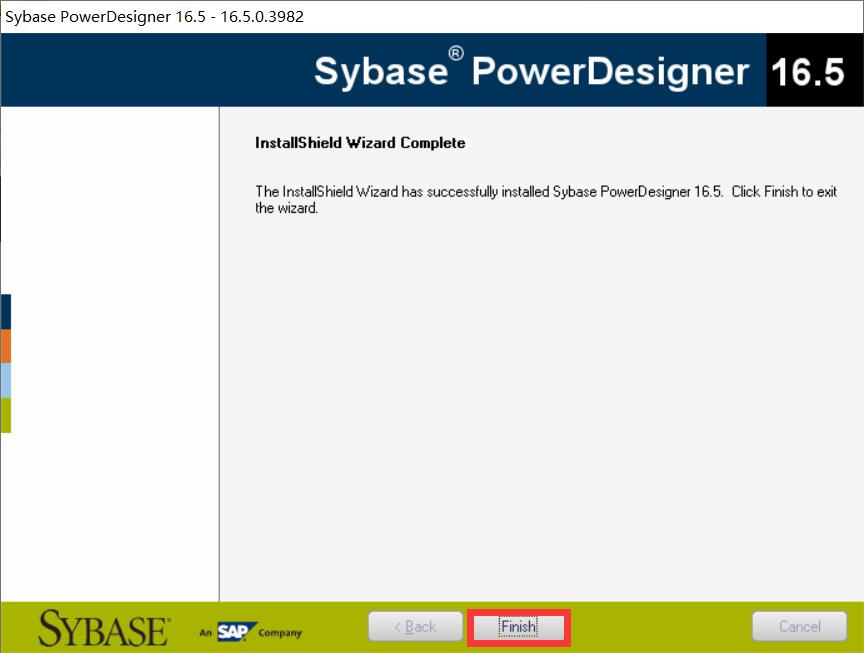 Sybase PowerDesigner 16.5 - 16.5.0.3982
Sybase® PowerDesigner 16.5
InstallShield Wizard Complete
The InstallShield Wizard has successfully installed Sybase PowerDesigner 16.5. Click Finish to exit
the wizard.
SYBASE® An SAP Company
< Back
Finish
Cancel